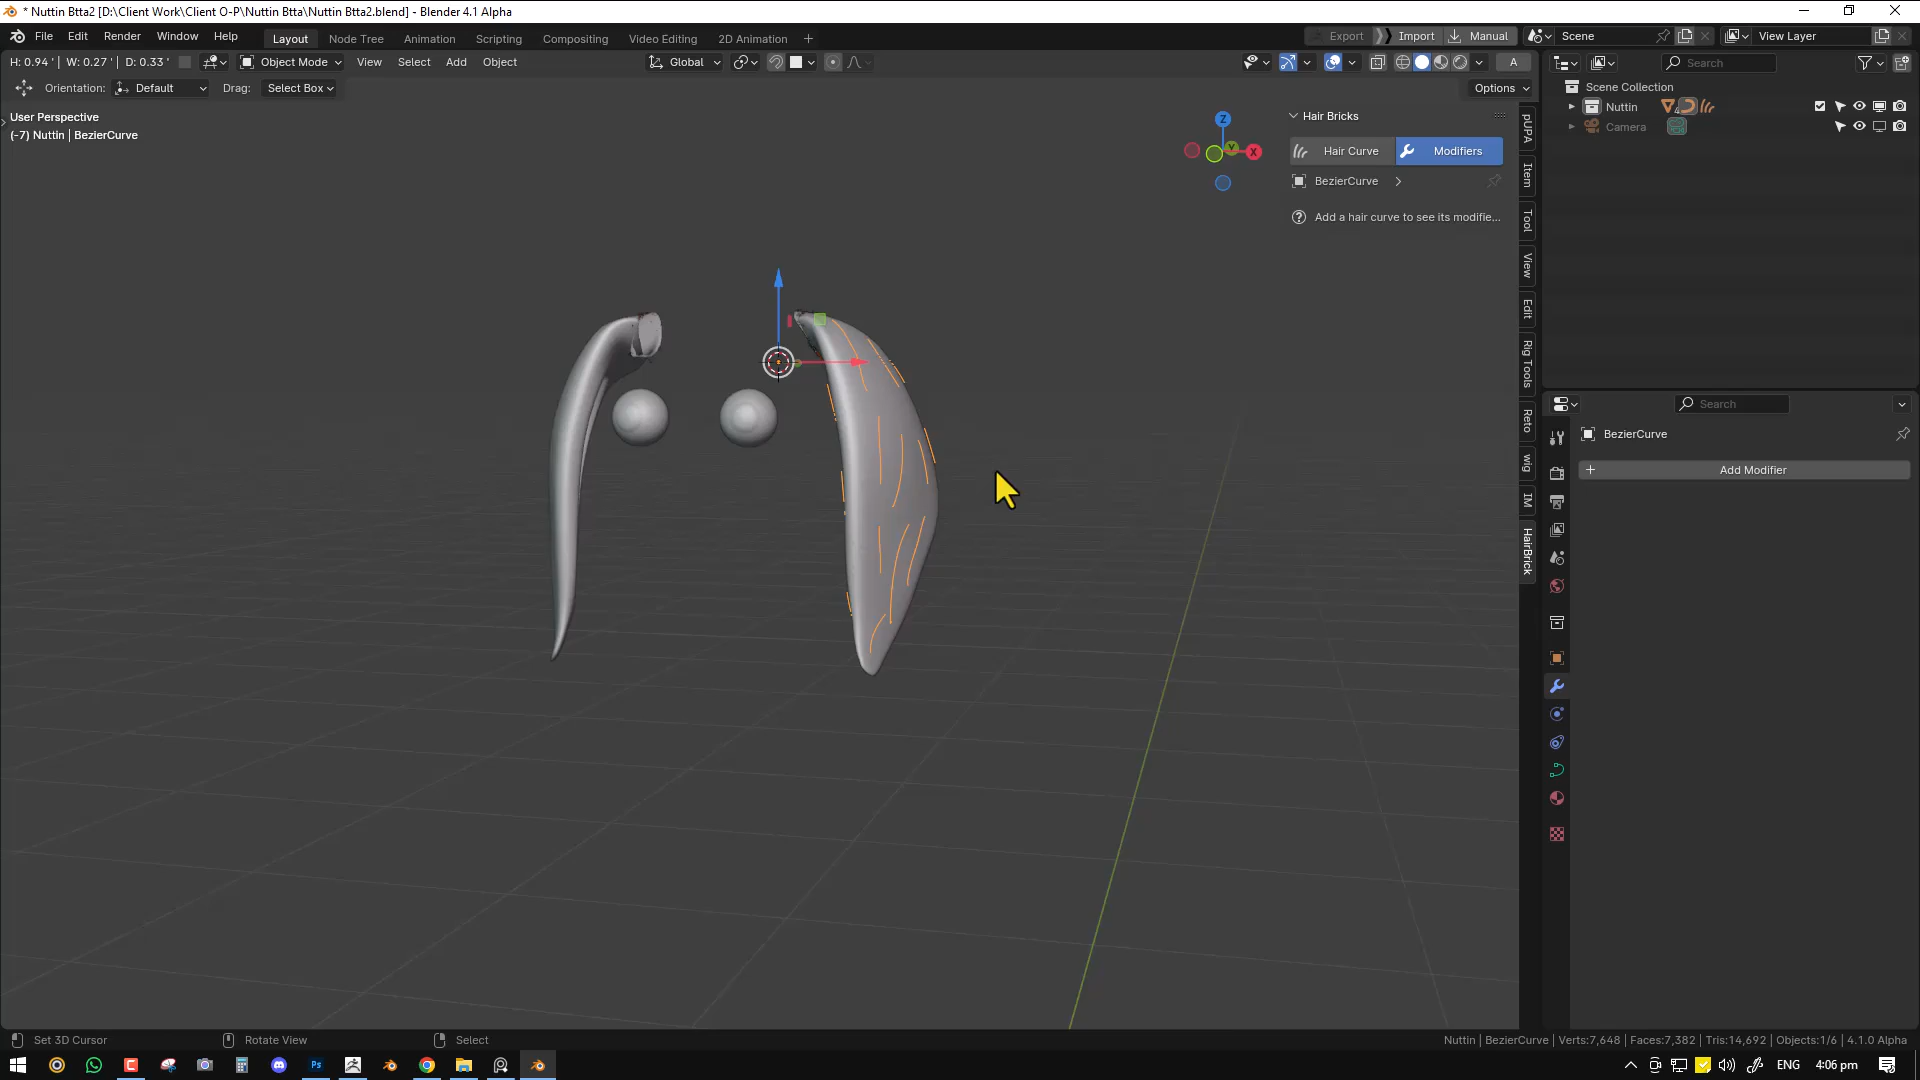 * Nuttin Btta2 [D:\Client Work\Client O-P\Nuttin Btta\Nuttin Btta2.blend] - Blender 4.1 Alpha
File Edit Render Window Help
Layout Node Tree Animation Scripting Compositing Video Editing 2D Animation +
Export Import Manual Scene View Layer
H: 0.94 ' | W: 0.27 ' | D: 0.33 '
Object Mode View Select Add Object Global A
Search
Orientation: Default Drag: Select Box Options
Scene Collection
Nuttin
Camera
User Perspective
(-7) Nuttin | BezierCurve
Z
Y
X
Hair Bricks
Hair Curve Modifiers
BezierCurve
Add a hair curve to see its modifie...
pUPA
Item
Tool
View
Edit
Rig Tools
Reto
wig
IM
HairBrick
Search
BezierCurve
Add Modifier
Set 3D Cursor Rotate View Select
Nuttin | BezierCurve | Verts:7,648 | Faces:7,382 | Tris:14,692 | Objects:1/6 | 4.1.0 Alpha
Ps
ENG 4:06 pm